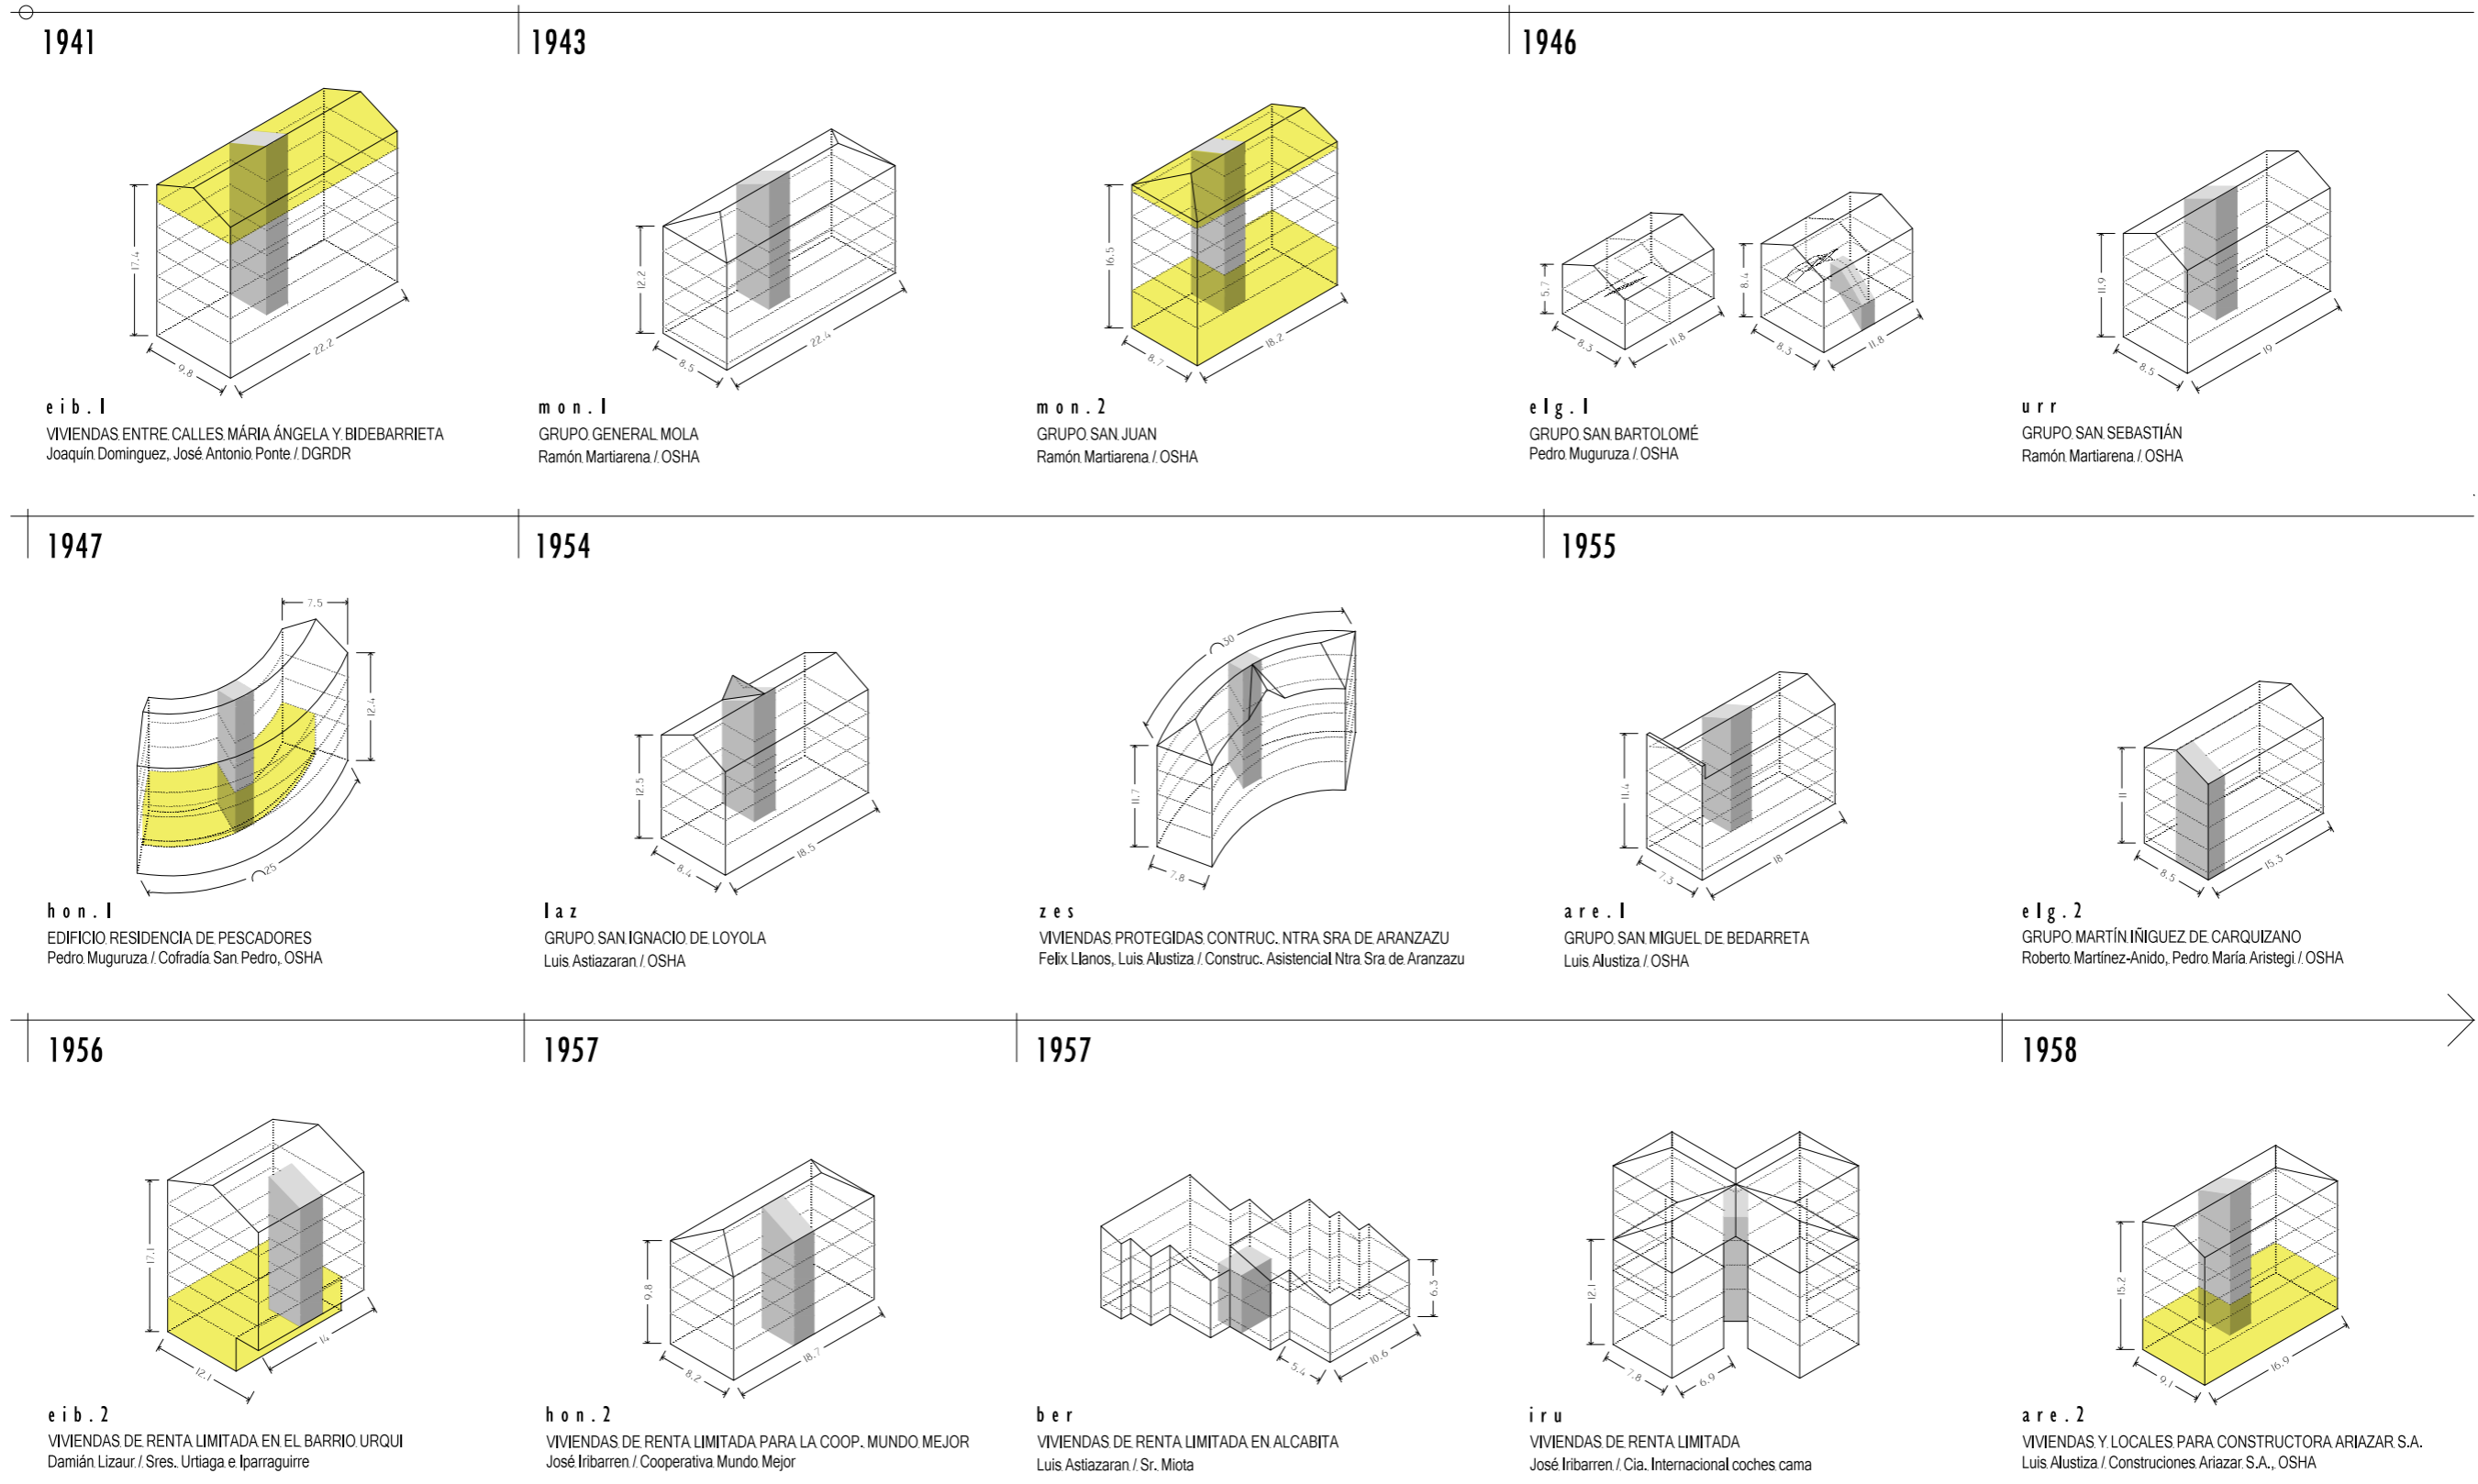 1941
1943
1946
17.4
9.8
22.2
12.2
8.5
22.4
16.5
8.7
18.2
5.7
8.3
11.8
8.4
8.3
11.8
11.9
8.5
19
eib.1
VIVIENDAS ENTRE CALLES MÁRIA ÁNGELA Y BIDEBARRIETA
Joaquín Dominguez, José Antonio Ponte / DGRDR
mon.1
GRUPO GENERAL MOLA
Ramón Martiarena / OSHA
mon.2
GRUPO SAN JUAN
Ramón Martiarena / OSHA
elg.1
GRUPO SAN BARTOLOMÉ
Pedro Muguruza / OSHA
urr
GRUPO SAN SEBASTIÁN
Ramón Martiarena / OSHA
1947
1954
1955
7.5
12.4
25
12.5
8.4
18.5
30
11.7
7.8
11.4
7.3
18
11
8.5
15.3
hon.1
EDIFICIO RESIDENCIA DE PESCADORES
Pedro Muguruza / Cofradía San Pedro, OSHA
laz
GRUPO SAN IGNACIO DE LOYOLA
Luis Astiazaran / OSHA
zes
VIVIENDAS PROTEGIDAS CONTRUC. NTRA SRA DE ARANZAZU
Felix Llanos, Luis Alustiza / Construc. Asistencial Ntra Sra de Aranzazu
are.1
GRUPO SAN MIGUEL DE BEDARRETA
Luis Alustiza / OSHA
elg.2
GRUPO MARTÍN IÑIGUEZ DE CARQUIZANO
Roberto Martínez-Anido, Pedro María Aristegi / OSHA
1956
1957
1957
1958
17.1
12.1
14
9.8
8.2
18.7
6.3
5.4
10.6
12.1
7.8
6.9
15.2
9.1
16.9
eib.2
VIVIENDAS DE RENTA LIMITADA EN EL BARRIO URQUI
Damián Lizaur / Sres. Urtiaga e Iparraguirre
hon.2
VIVIENDAS DE RENTA LIMITADA PARA LA COOP. MUNDO MEJOR
José Iribarren / Cooperativa Mundo Mejor
ber
VIVIENDAS DE RENTA LIMITADA EN ALCABITA
Luis Astiazaran / Sr. Miota
iru
VIVIENDAS DE RENTA LIMITADA
José Iribarren / Cia. Internacional coches cama
are.2
VIVIENDAS Y LOCALES PARA CONSTRUCTORA ARIAZAR S.A.
Luis Alustiza / Construciones Ariazar S.A., OSHA